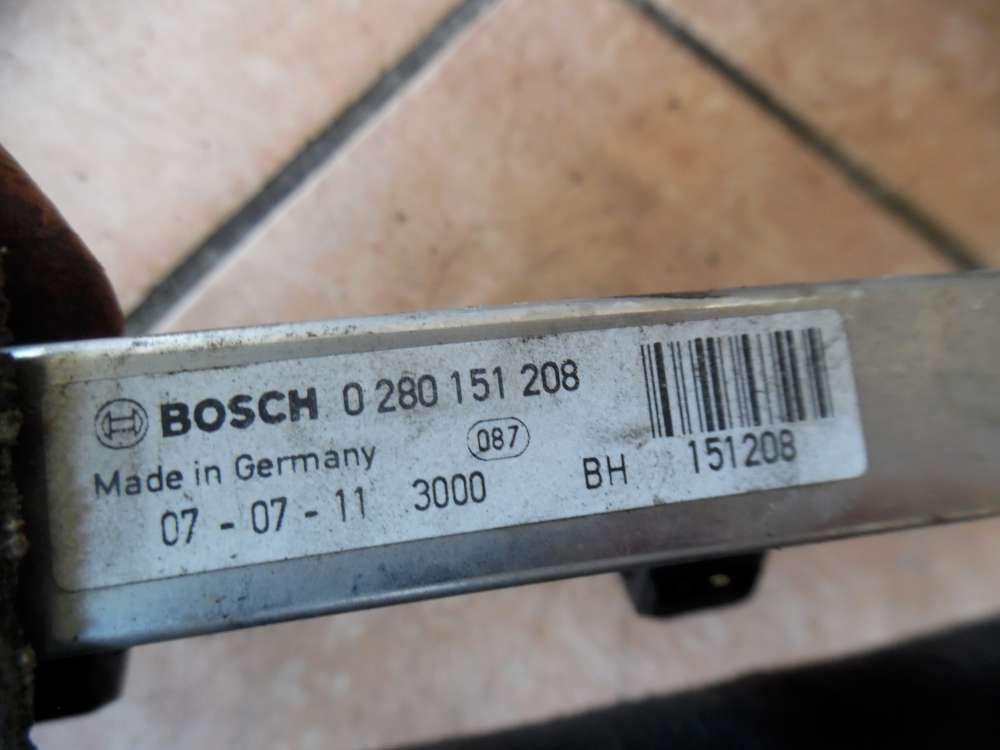 BOSCH 0 280 151 208
Made in Germany 087
07 - 07 - 11 3000 BH 151208